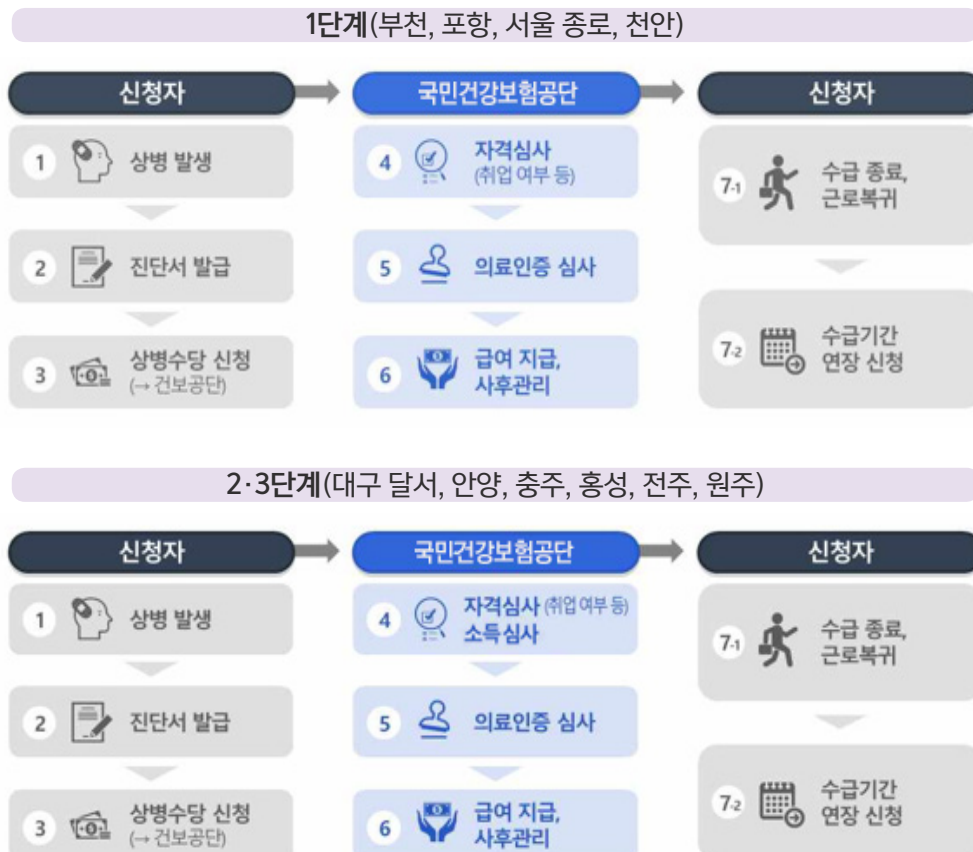 1단계(부천, 포항, 서울 종로, 천안)
신청자
1 상병 발생
2 진단서 발급
3 상병수당 신청
(→ 건보공단)
국민건강보험공단
4 자격심사
(취업 여부 등)
5 의료인증 심사
6 급여 지급,
사후관리
신청자
7-1 수급 종료,
근로복귀
7-2 수급기간
연장 신청
2·3단계(대구 달서, 안양, 충주, 홍성, 전주, 원주)
신청자
1 상병 발생
2 진단서 발급
3 상병수당 신청
(→ 건보공단)
국민건강보험공단
4 자격심사 (취업 여부 등)
소득심사
5 의료인증 심사
6 급여 지급,
사후관리
신청자
7-1 수급 종료,
근로복귀
7-2 수급기간
연장 신청